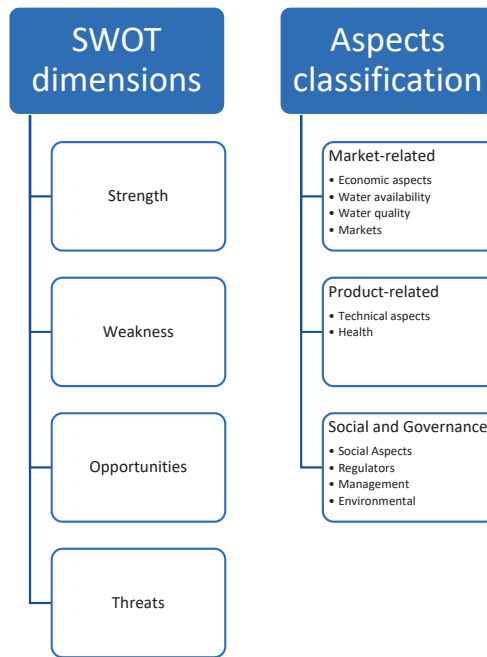 SWOT
dimensions
Strength
Weakness
Opportunities
Threats
Aspects
classification
Market-related
• Economic aspects
• Water availability
• Water quality
• Markets
Product-related
• Technical aspects
• Health
Social and Governance
• Social Aspects
• Regulators
• Management
• Environmental